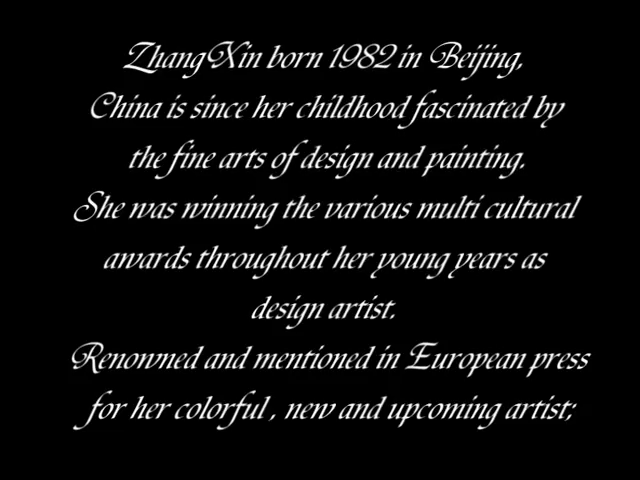 Zhang Xin born 1982 in Beijing,
China is since her childhood fascinated by
the fine arts of design and painting.
She was winning the various multi cultural
awards throughout her young years as
design artist.
Renowned and mentioned in European press
for her colorful , new and upcoming artist;